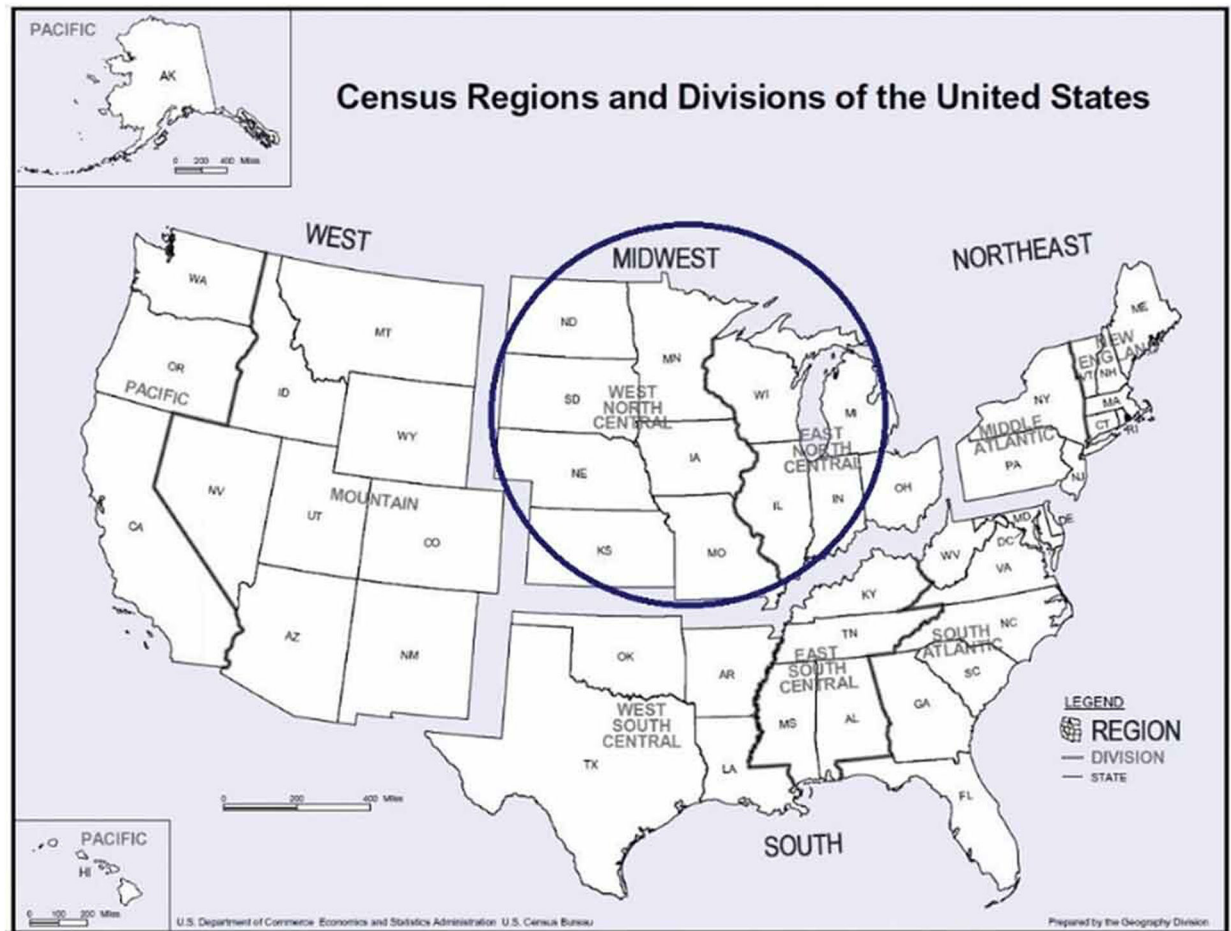 PACIFIC
AK
0 200 400 Miles
Census Regions and Divisions of the United States
WEST
MIDWEST
NORTHEAST
WA
MT
OR
PACIFIC
ID
WY
NV
MOUNTAIN
UT
CO
CA
AZ
NM
ND
MN
SD
WEST
NORTH
CENTRAL
WI
MI
EAST
NORTH
CENTRAL
NE
IA
IL
IN
OH
KS
MO
ME
NEW
ENGLAND
VT
NH
NY
MA
CT
RI
MIDDLE
ATLANTIC
PA
NJ
MD
DE
DC
WV
VA
KY
NC
TN
SOUTH
ATLANTIC
SC
EAST
SOUTH
CENTRAL
OK
AR
WEST
SOUTH
CENTRAL
MS
AL
GA
TX
LA
FL
SOUTH
LEGEND
REGION
DIVISION
STATE
0 200 400 Miles
PACIFIC
HI
0 100 200 Miles
U.S. Department of Commerce Economics and Statistics Administration U.S. Census Bureau
Prepared by the Geography Division